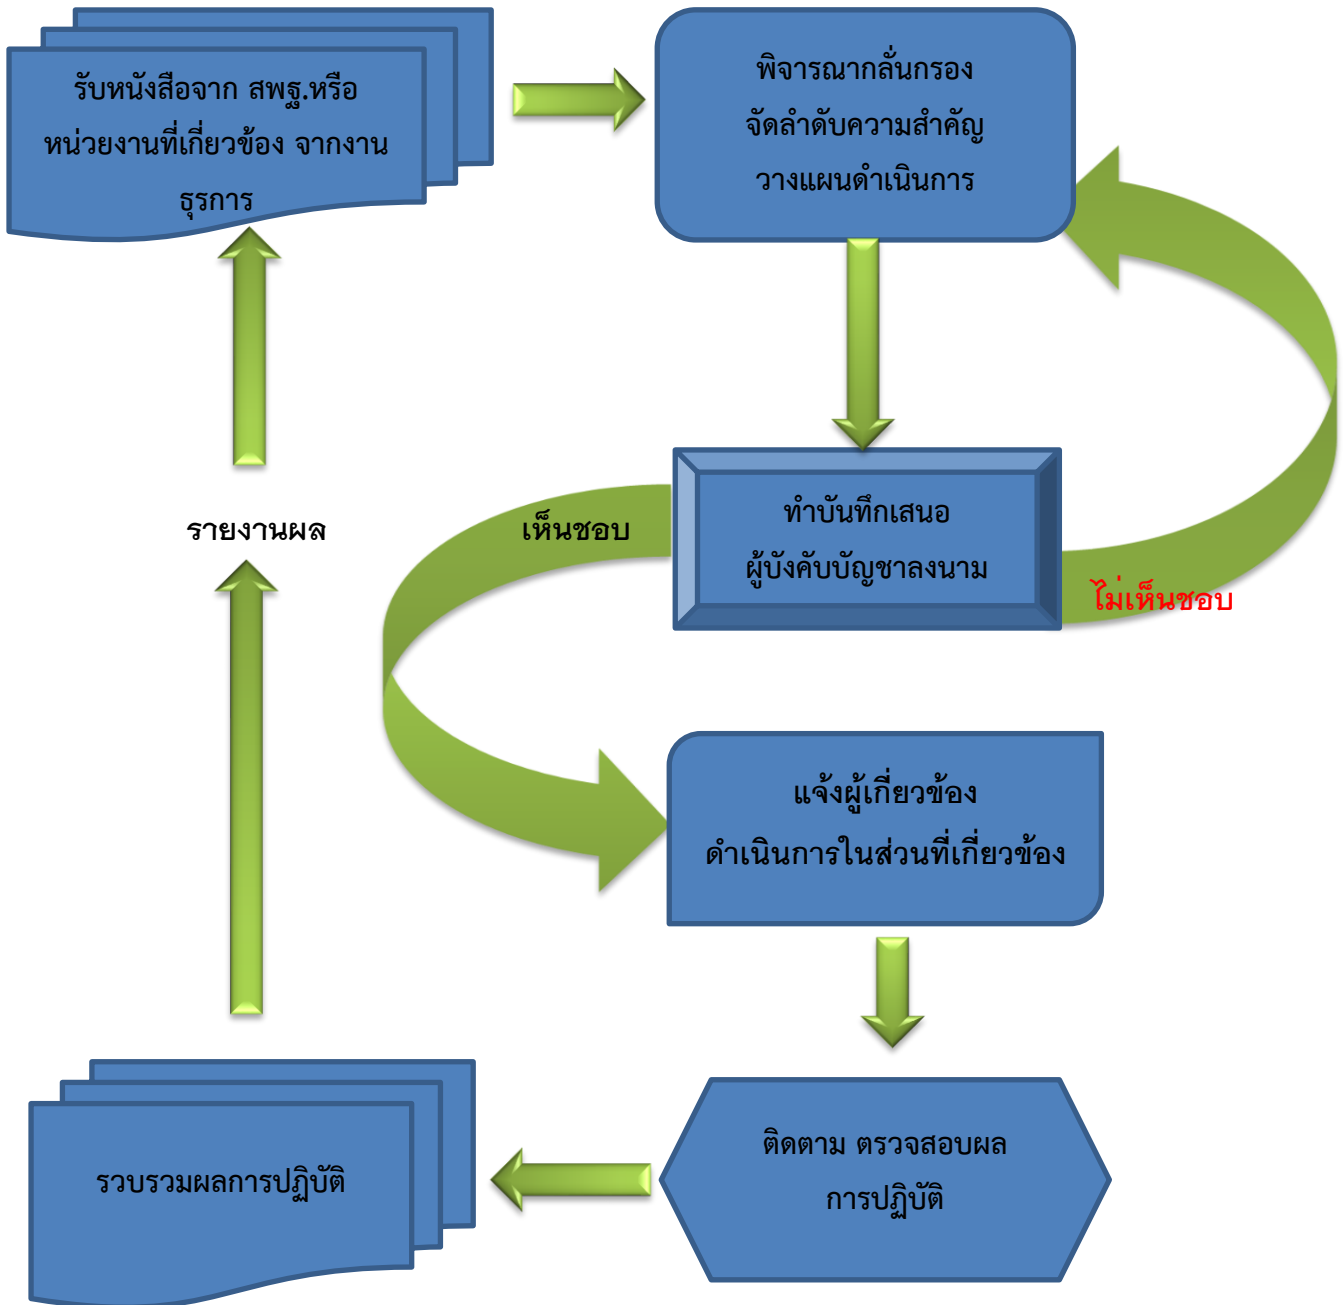 รับหนังสือจาก สพฐ.หรือ
หน่วยงานที่เกี่ยวข้อง จากงาน
ธุรการ
พิจารณากลั่นกรอง
จัดลำดับความสำคัญ
วางแผนดำเนินการ
รายงานผล
เห็นชอบ
ทำบันทึกเสนอ
ผู้บังคับบัญชาลงนาม
ไม่เห็นชอบ
แจ้งผู้เกี่ยวข้อง
ดำเนินการในส่วนที่เกี่ยวข้อง
ติดตาม ตรวจสอบผล
การปฏิบัติ
รวบรวมผลการปฏิบัติ